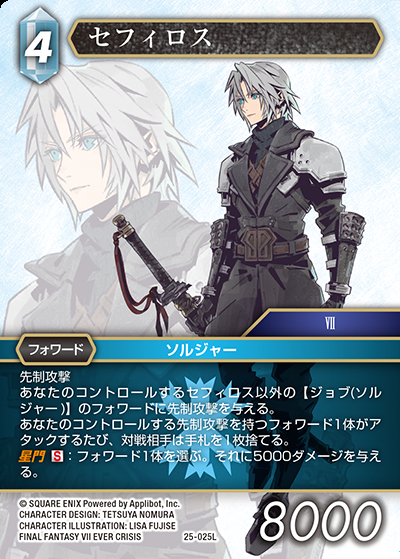 4
セフィロス
VII
フォワード
ソルジャー
先制攻撃
あなたのコントロールするセフィロス以外の【ジョブ(ソル
ジャー)】のフォワードに先制攻撃を与える。
あなたのコントロールする先制攻撃を持つフォワード1体が
アタックするたび、対戦相手は手札を1枚捨てる。
星門 S：フォワード1体を選ぶ。それに5000ダメージを与え
る。
© SQUARE ENIX Powered by Applibot, Inc.
CHARACTER DESIGN: TETSUYA NOMURA
CHARACTER ILLUSTRATION: LISA FUJISE
FINAL FANTASY VII EVER CRISIS
25-025L
8000